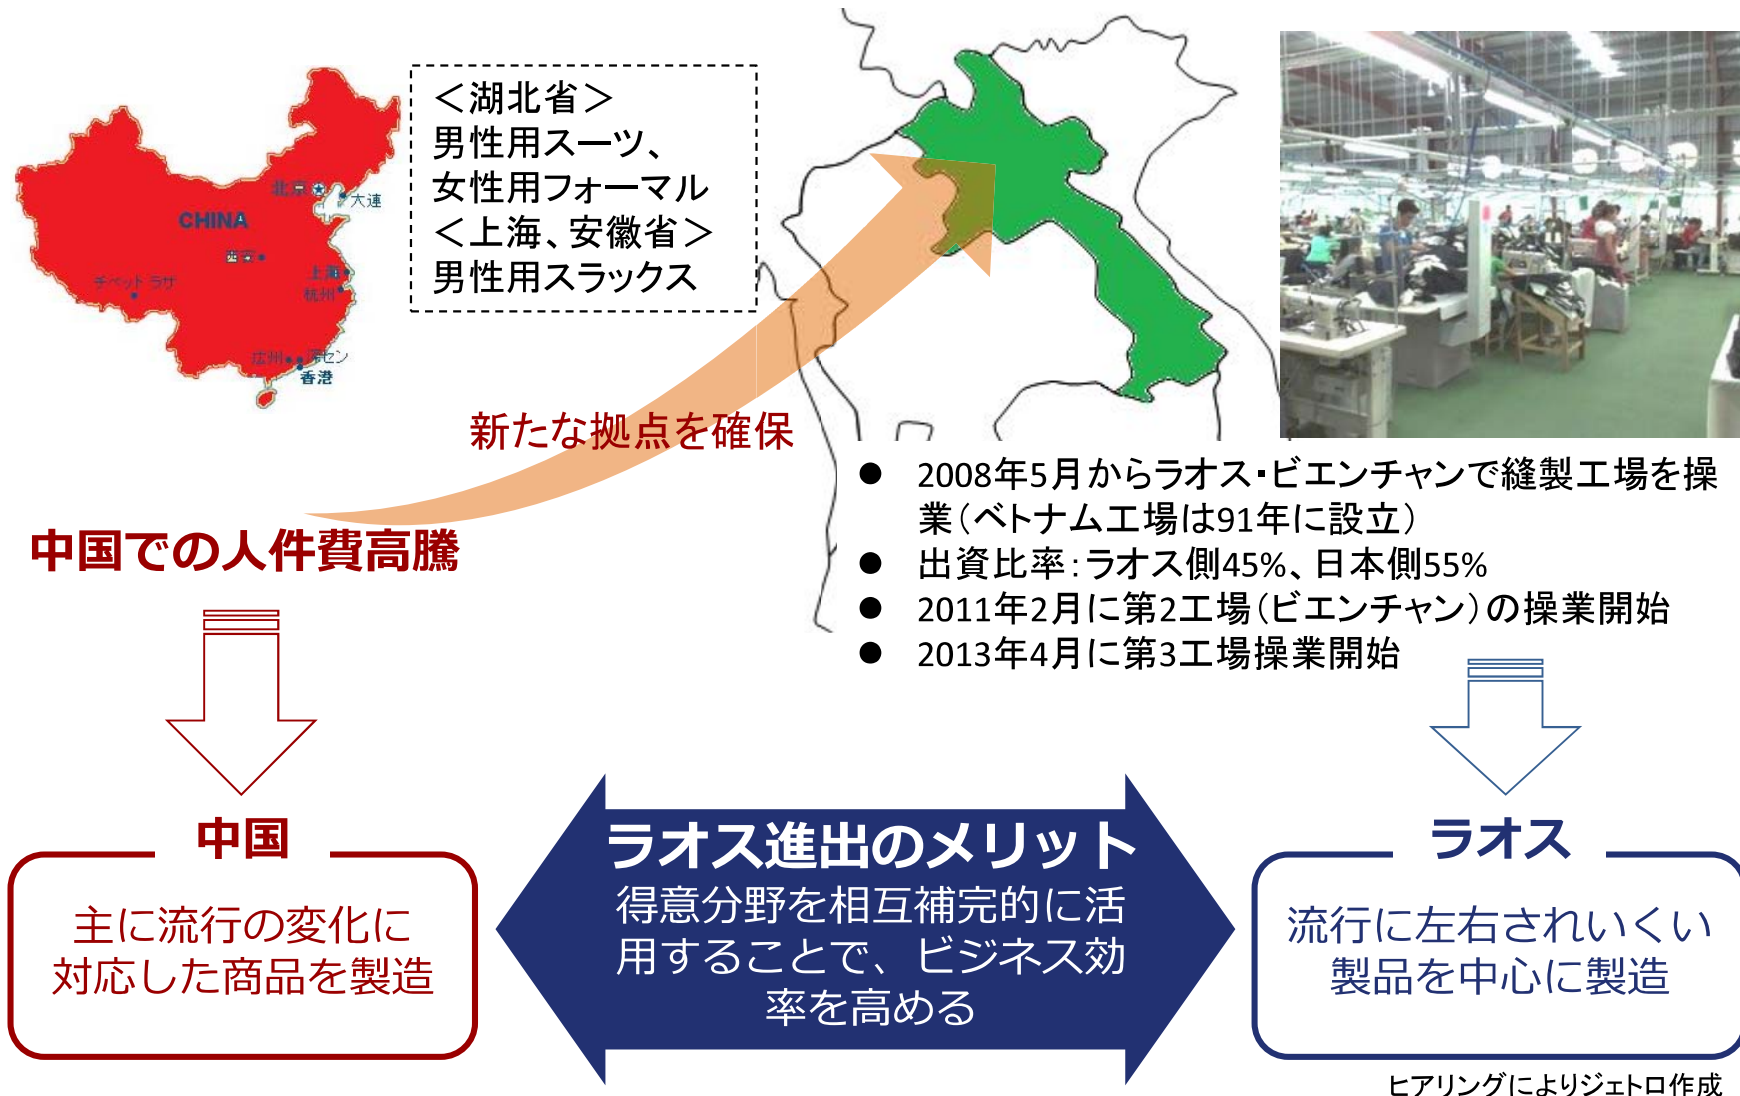 北京
大連
CHINA
西安
上海
チベット ラサ
杭州
広州
深セン
香港
＜湖北省＞
男性用スーツ、
女性用フォーマル
＜上海、安徽省＞
男性用スラックス
新たな拠点を確保
中国での人件費高騰
● 2008年5月からラオス・ビエンチャンで縫製工場を操
業（ベトナム工場は91年に設立）
● 出資比率：ラオス側45%、日本側55%
● 2011年2月に第2工場（ビエンチャン）の操業開始
● 2013年4月に第3工場操業開始
中国
主に流行の変化に
対応した商品を製造
ラオス進出のメリット
得意分野を相互補完的に活
用することで、ビジネス効
率を高める
ラオス
流行に左右されいくい
製品を中心に製造
ヒアリングによりジェトロ作成